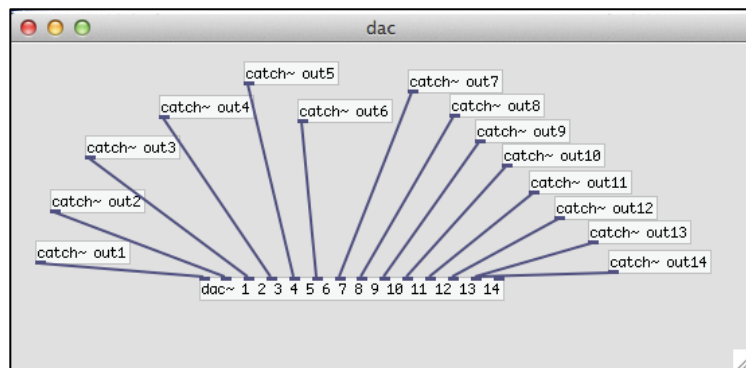 dac
catch~ out5
catch~ out7
catch~ out4
catch~ out6
catch~ out8
catch~ out9
catch~ out3
catch~ out10
catch~ out11
catch~ out2
catch~ out12
catch~ out13
catch~ out1
catch~ out14
dac~ 1 2 3 4 5 6 7 8 9 10 11 12 13 14